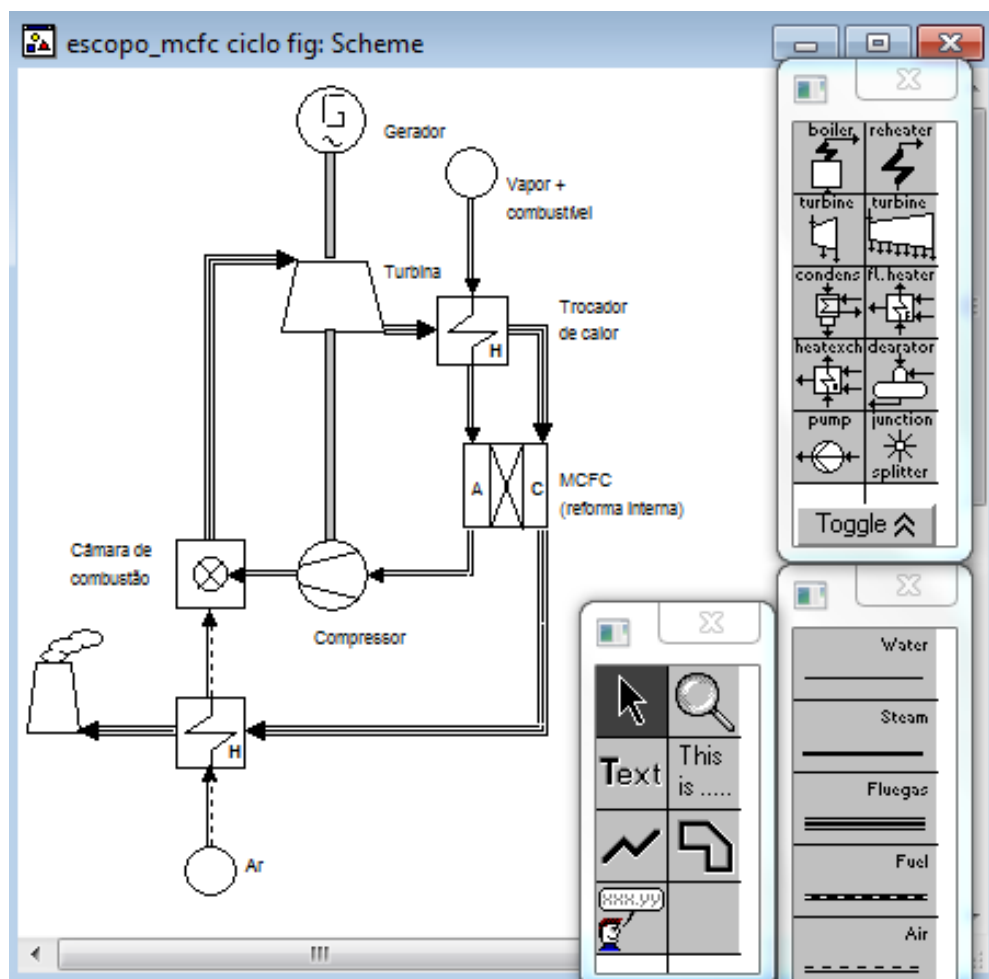 escopo_mcfc ciclo fig: Scheme
G
Gerador
Vapor +
combustível
Turbina
Trocador
de calor
H
A
C
MCFC
(reforma interna)
Câmara de
combustão
Compressor
H
Ar
boiler
reheater
turbine
turbine
condens
fl.heater
heatexch
dearator
pump
junction
splitter
Toggle
Text
This
is .....
xxx.yy
Water
Steam
Fluegas
Fuel
Air